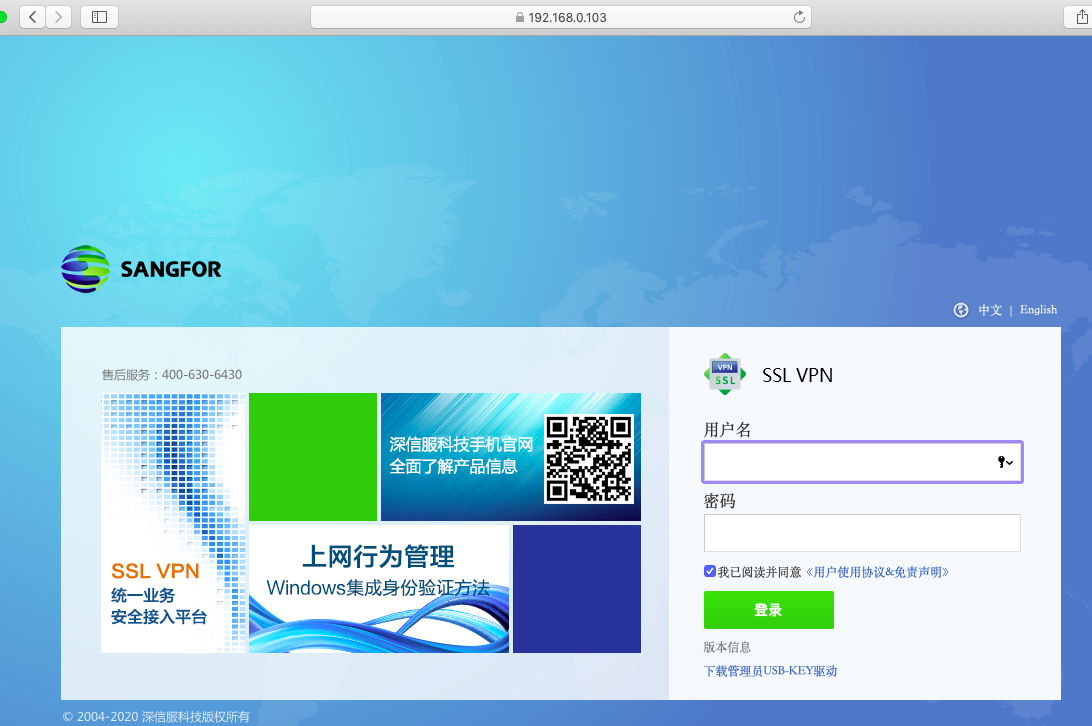 192.168.0.103
SANGFOR
中文 | English
售后服务：400-630-6430
深信服科技手机官网
全面了解产品信息
SSL VPN
统一业务
安全接入平台
上网行为管理
Windows集成身份验证方法
VPN
SSL
SSL VPN
用户名
密码
我已阅读并同意《用户使用协议&免责声明》
登录
版本信息
下载管理员USB-KEY驱动
© 2004-2020 深信服科技版权所有